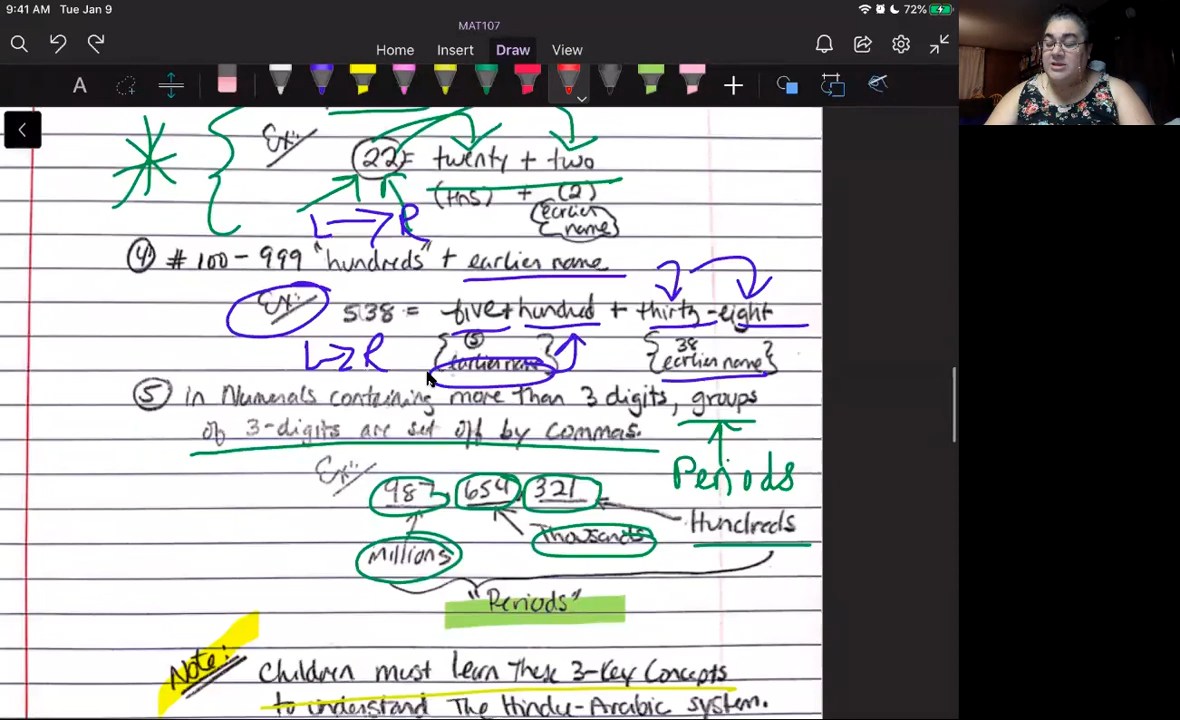 9:41 AM Tue Jan 9
72%
MAT107
Home Insert Draw View
A
Ex:
22 = twenty + two
(tens) + (2)
{earlier
name}
L → R
④ # 100 - 999 "hundreds" + earlier name
Ex: 538 = five + hundred + thirty - eight
L → R {⑤ earlier name} {38 earlier name}
⑤ in Numerals containing more than 3 digits, groups
of 3-digits are set off by commas.
Periods
Ex:
987, 654, 321
Hundreds
Thousands
Millions
"Periods"
Note: Children must learn These 3-Key Concepts
to understand The Hindu-Arabic system.